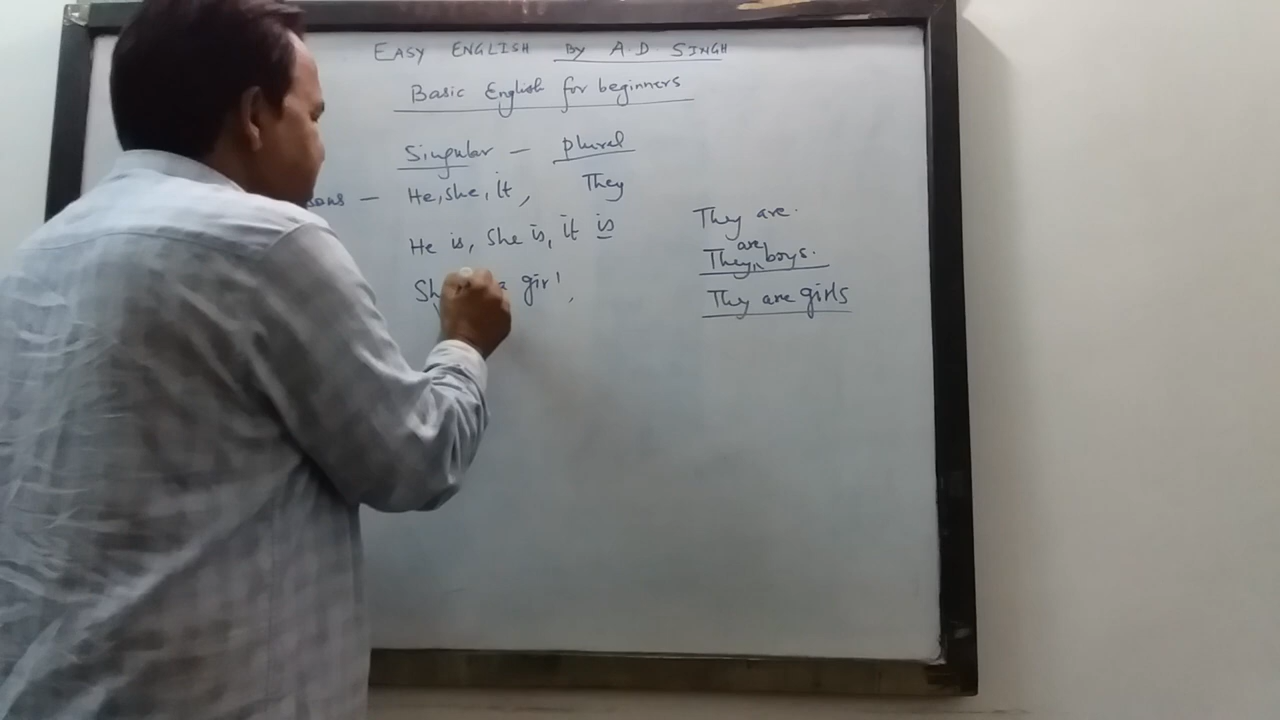 EASY ENGLISH BY A.D SINGH
Basic English for beginners
Singular — plural
— He, she, it, They
He is, She is, it is
a girl,
They are.
They are boys.
They are girls